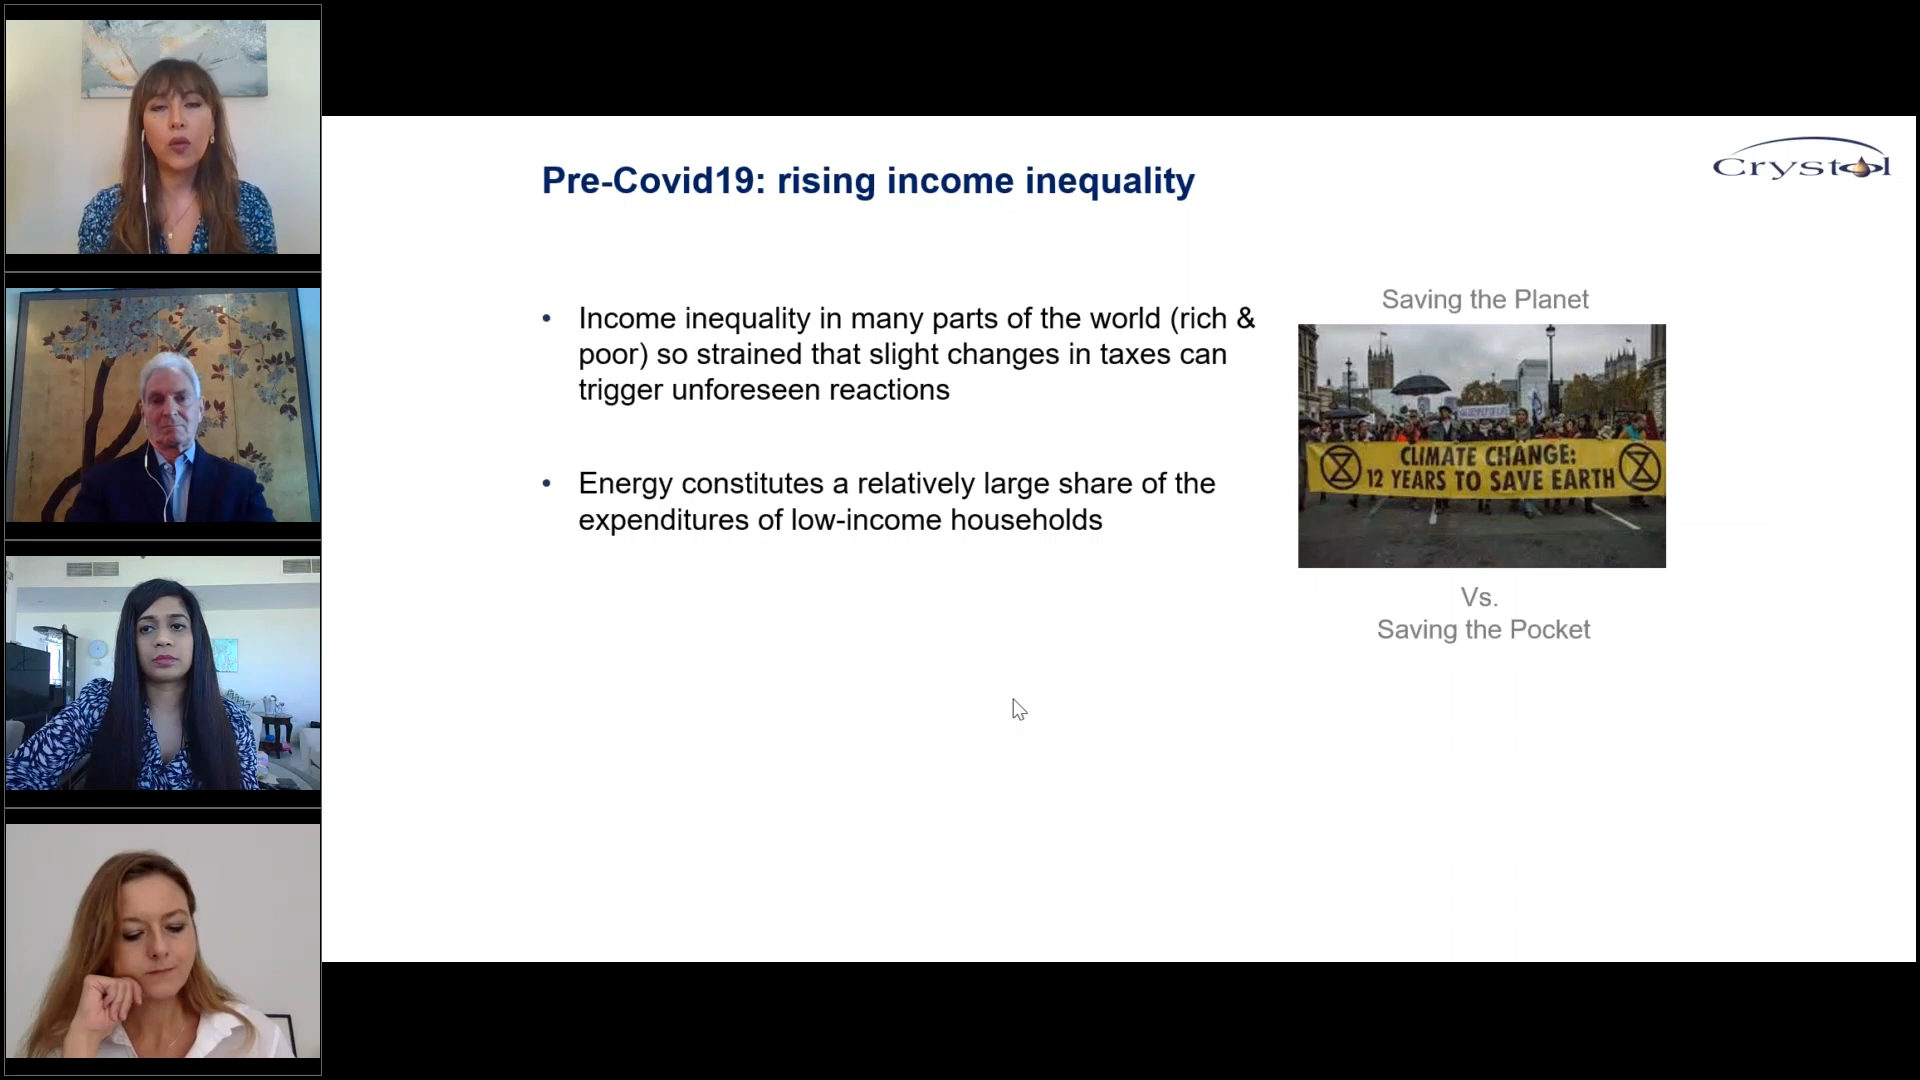 Pre-Covid19: rising income inequality
Crystol
• Income inequality in many parts of the world (rich &
poor) so strained that slight changes in taxes can
trigger unforeseen reactions
• Energy constitutes a relatively large share of the
expenditures of low-income households
Saving the Planet
CLIMATE CHANGE:
12 YEARS TO SAVE EARTH
Vs.
Saving the Pocket